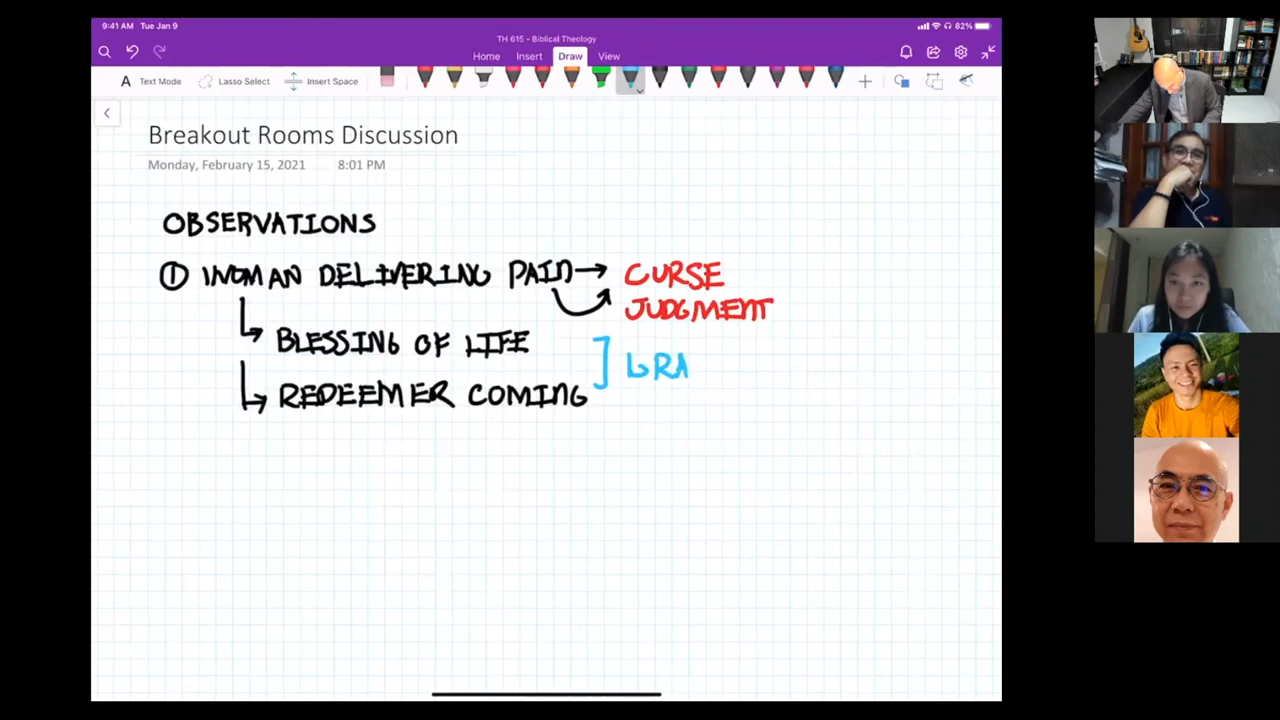 9:41 AM Tue Jan 9 82%
TH 615 - Biblical Theology
Home Insert Draw View
A Text Mode Lasso Select Insert Space
Breakout Rooms Discussion
Monday, February 15, 2021 8:01 PM
OBSERVATIONS
① WOMAN DELIVERING PAIN → CURSE
JUDGMENT
BLESSING OF LIFE
GRA
REDEEMER COMING